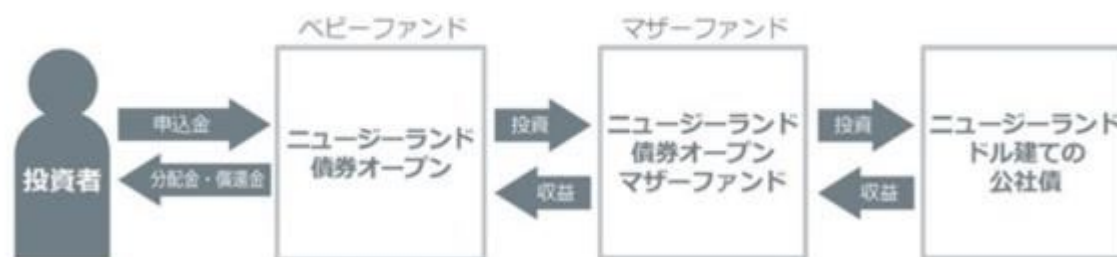 ベビーファンド
マザーファンド
投資者
申込金
分配金・償還金
ニュージーランド
債券オープン
投資
収益
ニュージーランド
債券オープン
マザーファンド
投資
収益
ニュージーランド
ドル建ての
公社債